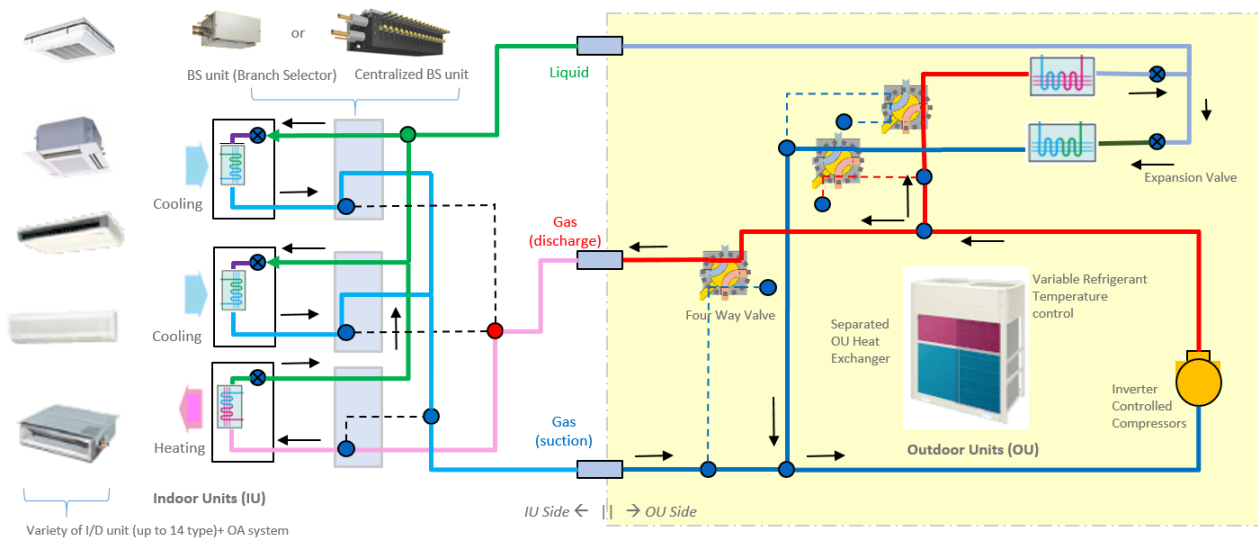 or
BS unit (Branch Selector)
Centralized BS unit
Liquid
Cooling
Expansion Valve
Gas
(discharge)
Cooling
Four Way Valve
Separated
OU Heat
Exchanger
Variable Refrigerant
Temperature
control
Inverter
Controlled
Compressors
Heating
Gas
(suction)
Outdoor Units (OU)
Indoor Units (IU)
IU Side ← || → OU Side
Variety of I/D unit (up to 14 type)+ OA system